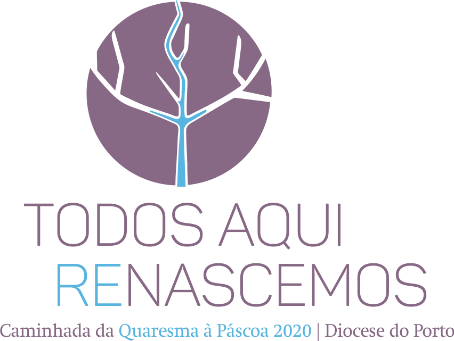 TODOS AQUI
RENASCEMOS
Caminhada da Quaresma à Páscoa 2020 | Diocese do Porto